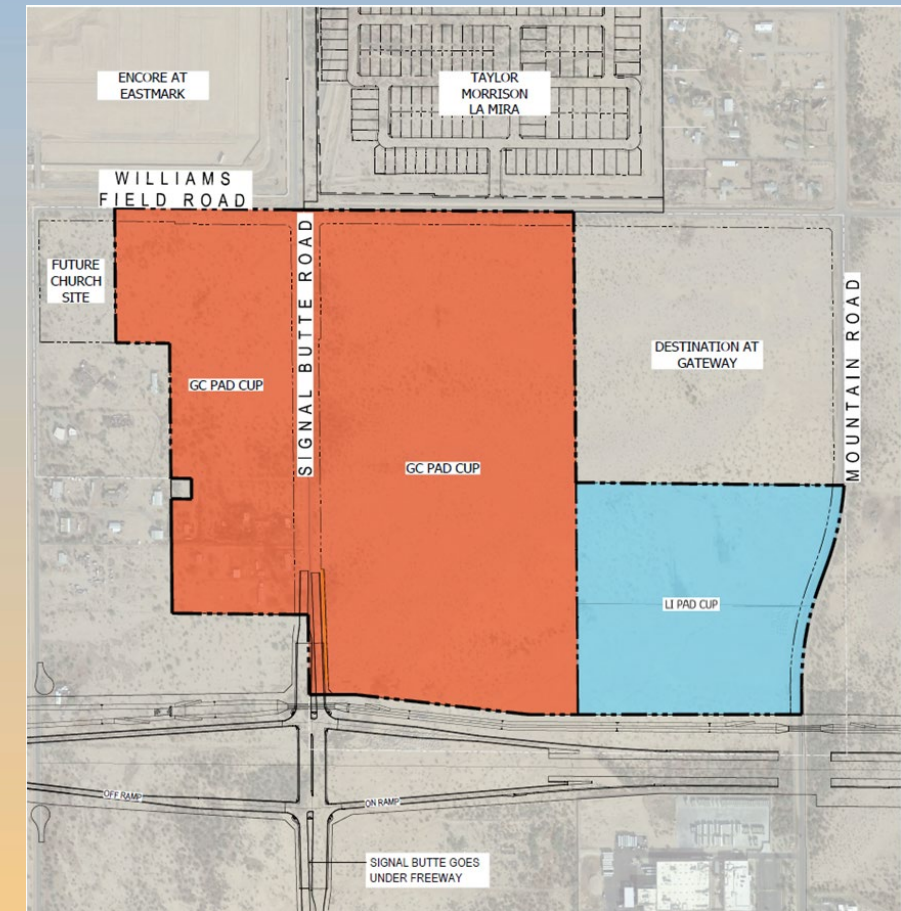 ENCORE AT
EASTMARK
TAYLOR
MORRISON
LA MIRA
WILLIAMS
FIELD ROAD
FUTURE
CHURCH
SITE
SIGNAL BUTTE ROAD
MOUNTAIN ROAD
DESTINATION AT
GATEWAY
GC PAD CUP
GC PAD CUP
LI PAD CUP
OFF RAMP
ON RAMP
SIGNAL BUTTE GOES
UNDER FREEWAY